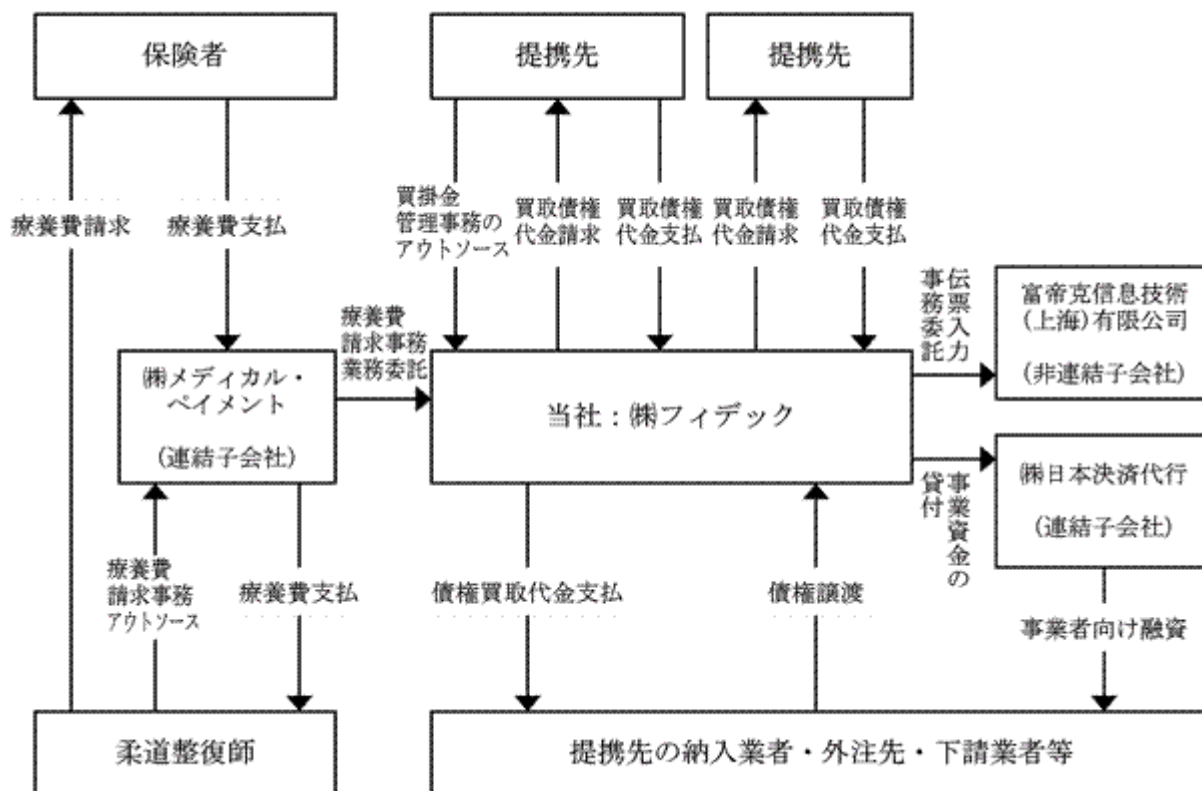 保険者
提携先
提携先
療養費請求
療養費支払
買掛金
管理事務の
アウトソース
買取債権
代金請求
買取債権
代金支払
買取債権
代金請求
買取債権
代金支払
伝票入力
事務委託
富帝克信息技術
(上海)有限公司
(非連結子会社)
療養費
請求事務
業務委託
㈱メディカル・
ペイメント
(連結子会社)
当社：㈱フィデック
事業資金の
貸付
㈱日本決済代行
(連結子会社)
療養費
請求事務
アウトソース
療養費支払
債権買取代金支払
債権譲渡
事業者向け融資
柔道整復師
提携先の納入業者・外注先・下請業者等